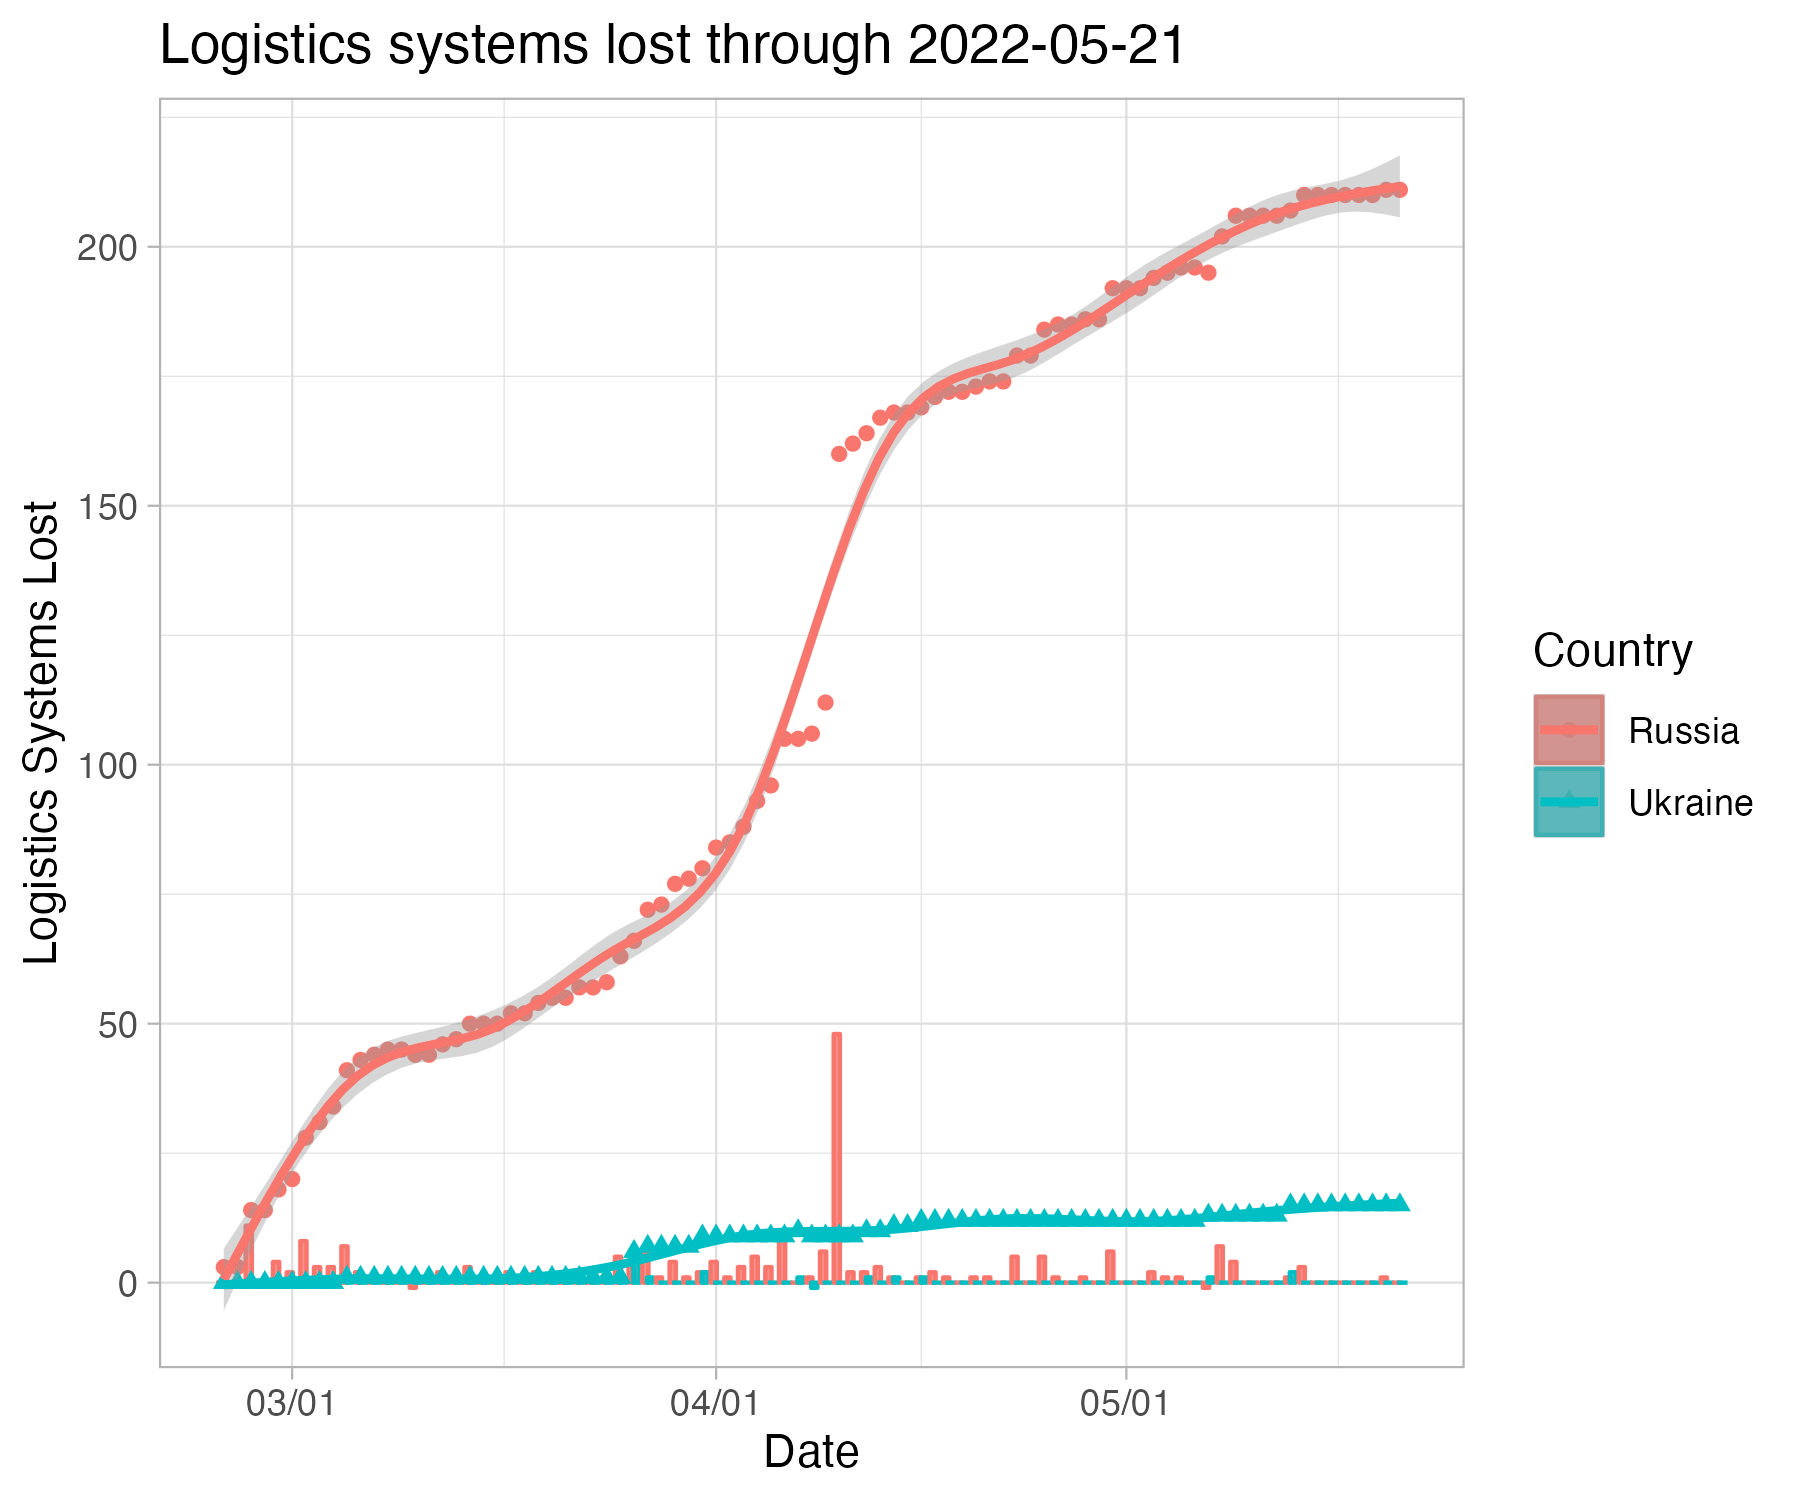 Logistics systems lost through 2022-05-21
Logistics Systems Lost
200
150
100
50
0
03/01 04/01 05/01
Date
Country
Russia
Ukraine